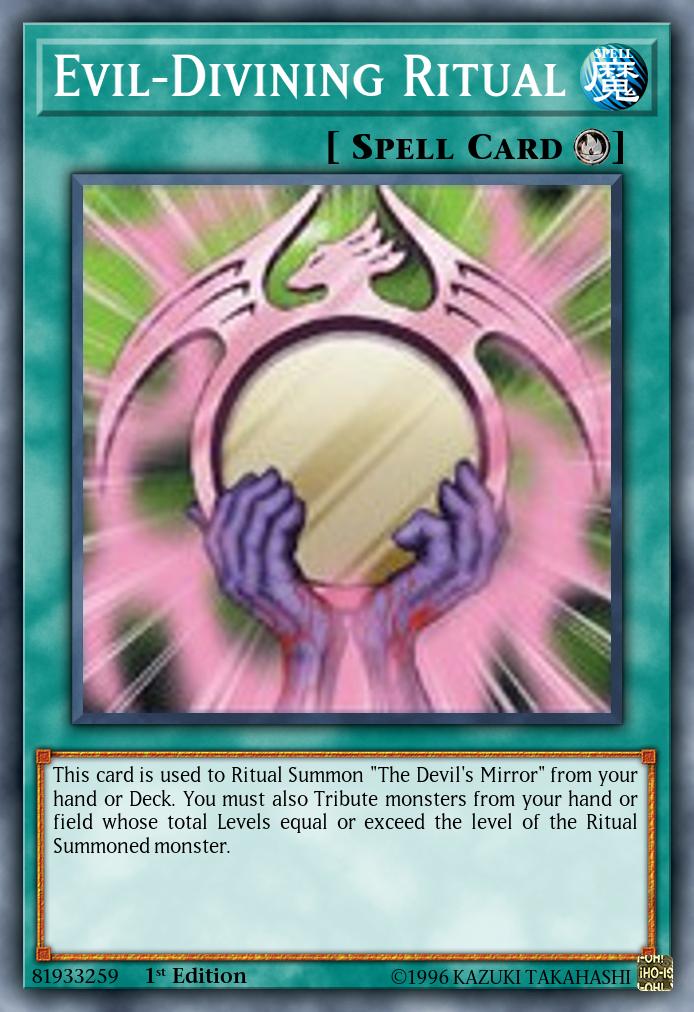 EVIL-DIVINING RITUAL
SPELL
魔
[ SPELL CARD ]
This card is used to Ritual Summon "The Devil's Mirror" from your
hand or Deck. You must also Tribute monsters from your hand or
field whose total Levels equal or exceed the level of the Ritual
Summoned monster.
81933259 1st Edition ©1996 KAZUKI TAKAHASHI